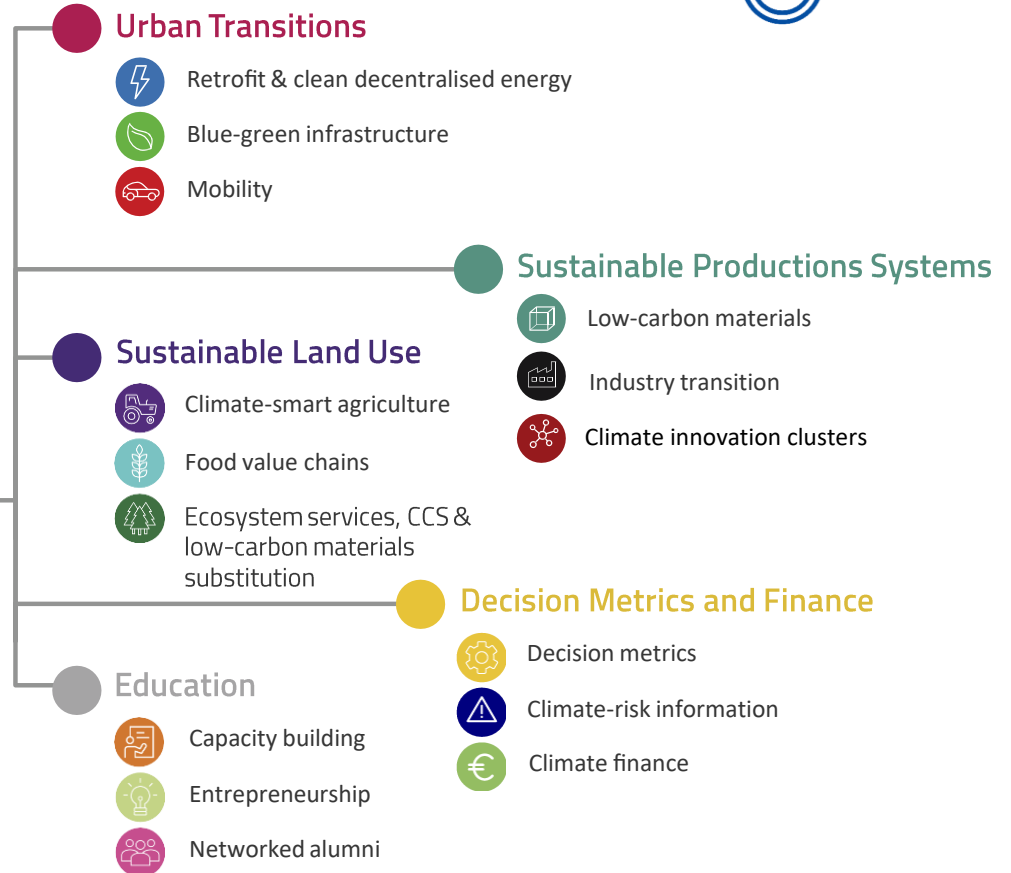 Urban Transitions
Retrofit & clean decentralised energy
Blue-green infrastructure
Mobility
Sustainable Productions Systems
Low-carbon materials
Industry transition
Climate innovation clusters
Sustainable Land Use
Climate-smart agriculture
Food value chains
Ecosystem services, CCS &
low-carbon materials
substitution
Decision Metrics and Finance
Decision metrics
Climate-risk information
Climate finance
€
Education
Capacity building
Entrepreneurship
Networked alumni